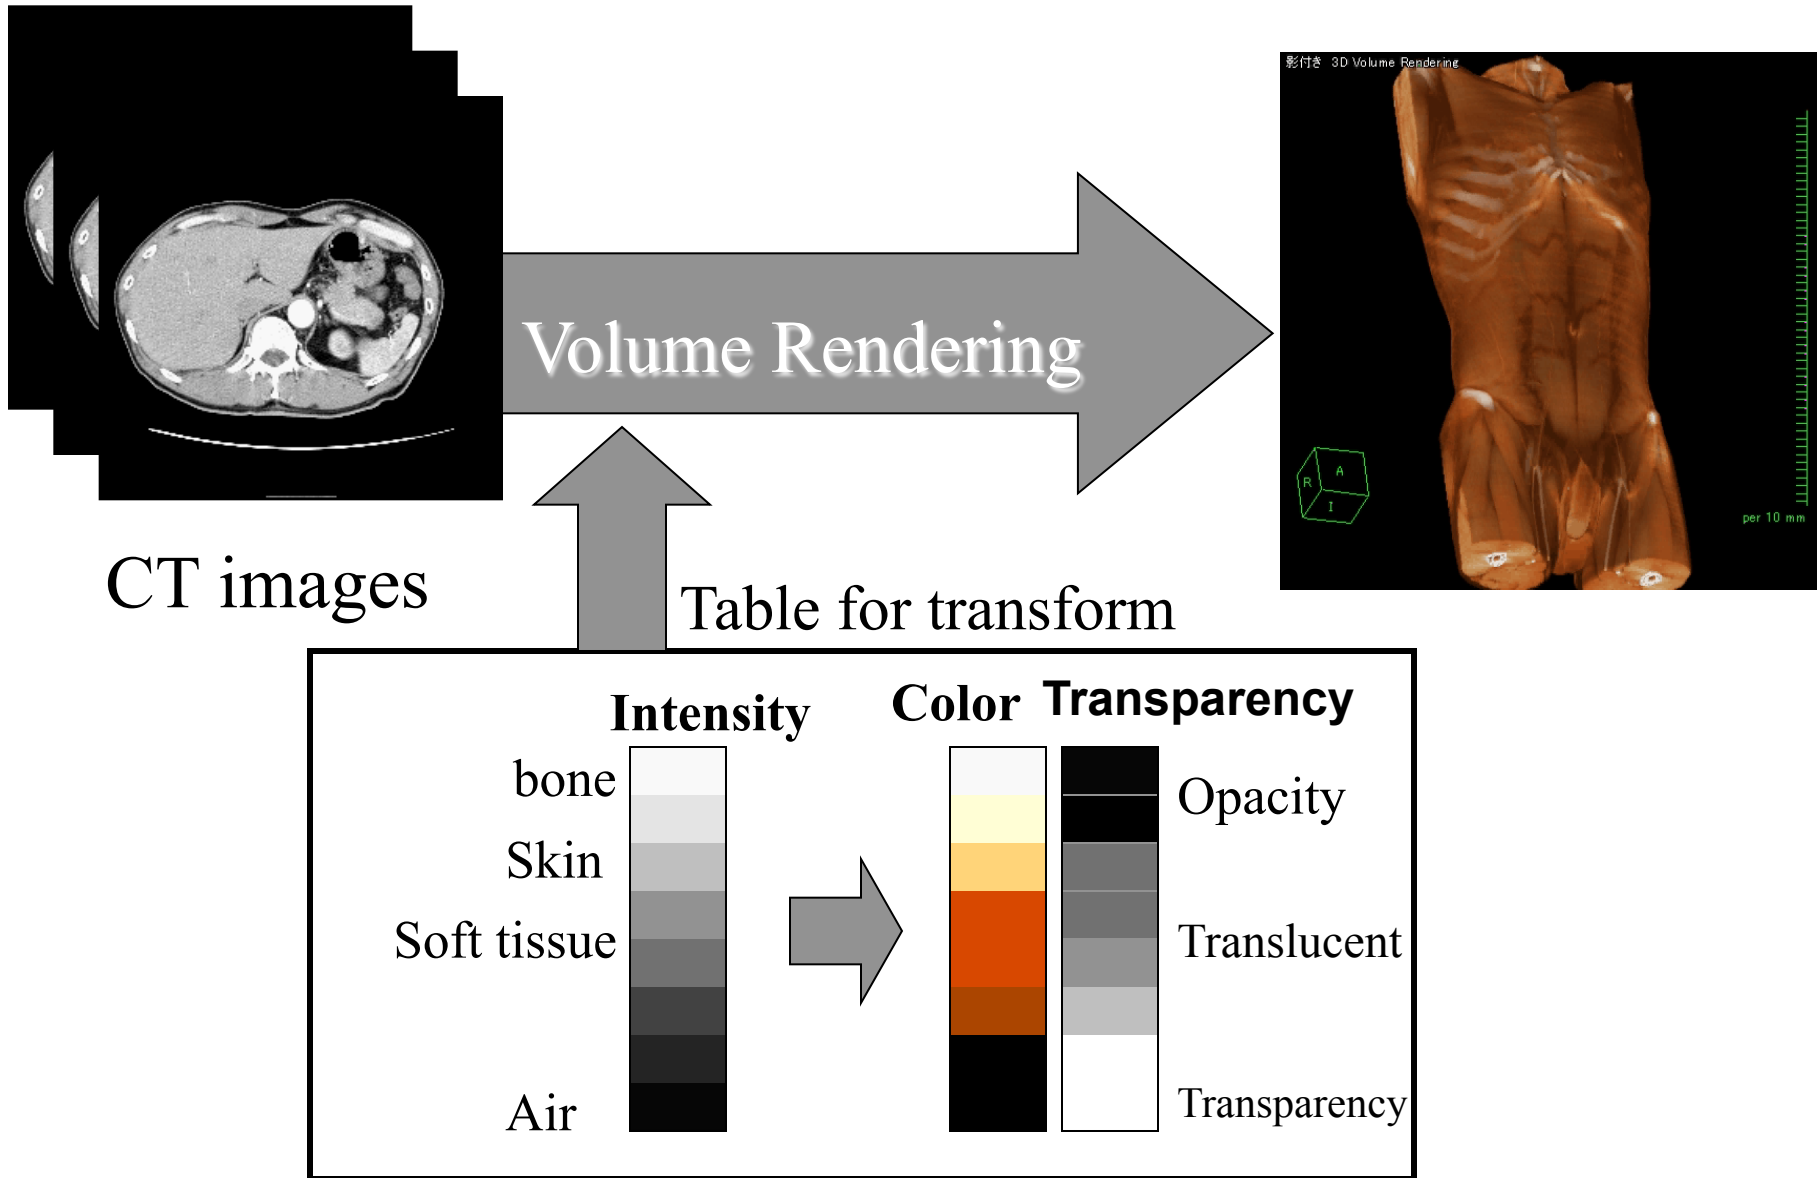 影付き 3D Volume Rendering
Volume Rendering
A
R
I
per 10 mm
CT images
Table for transform
Intensity
Color
Transparency
bone
Skin
Soft tissue
Air
Opacity
Translucent
Transparency